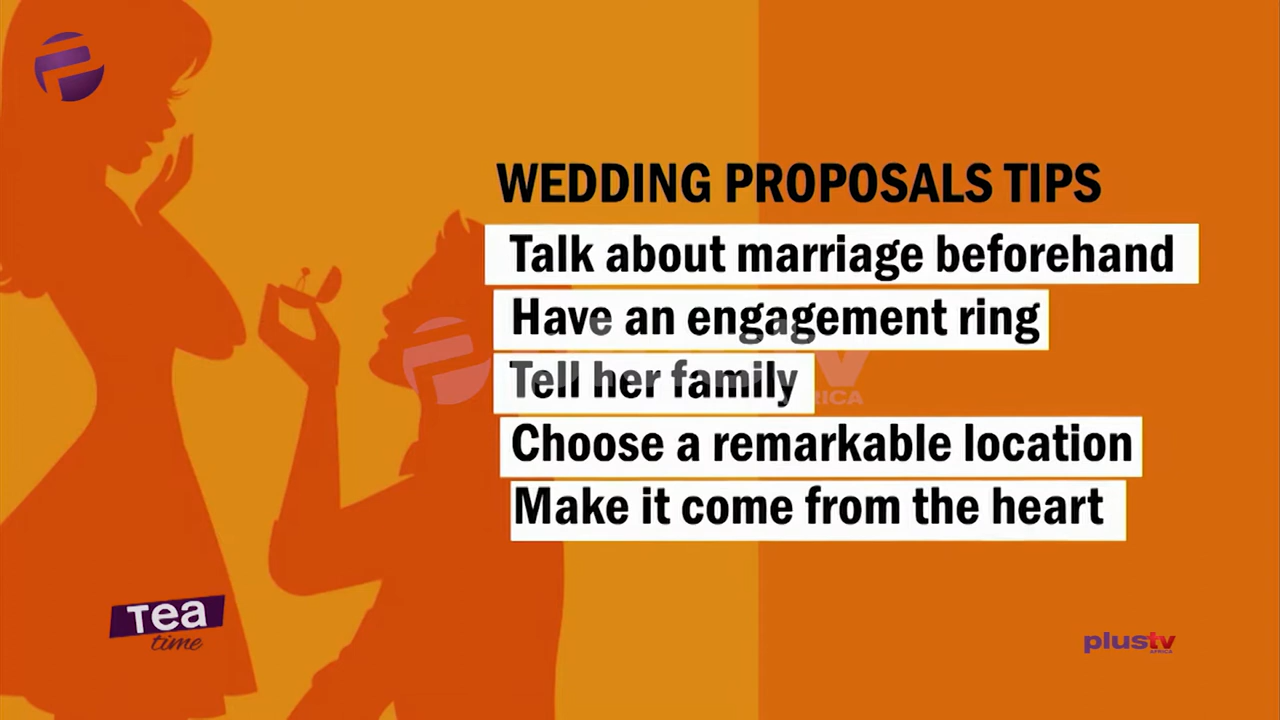 WEDDING PROPOSALS TIPS
Talk about marriage beforehand
Have an engagement ring
Tell her family
Choose a remarkable location
Make it come from the heart
Tea
time
plustv
AFRICA